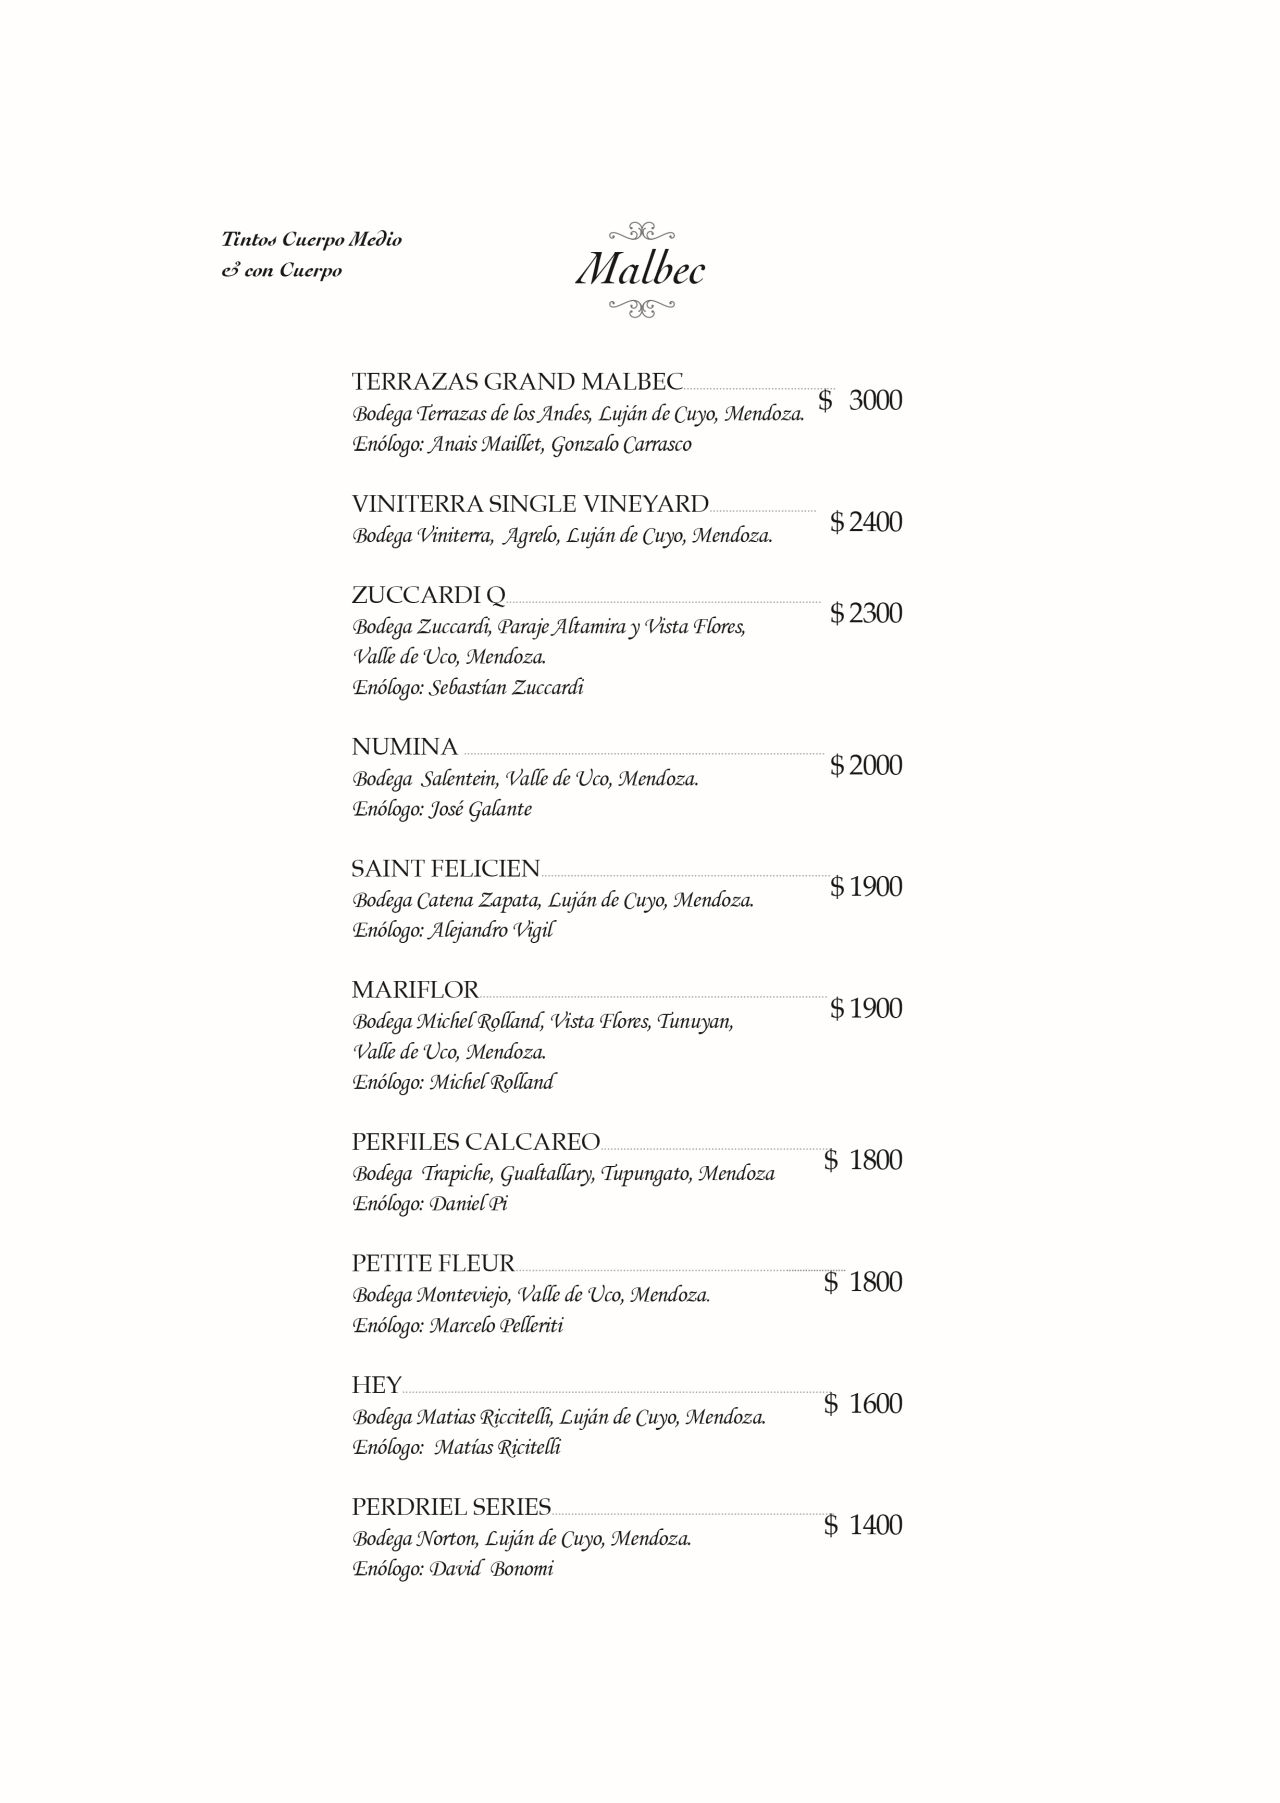 Tintos Cuerpo Medio
& con Cuerpo
Malbec
TERRAZAS GRAND MALBEC $ 3000
Bodega Terrazas de los Andes, Luján de Cuyo, Mendoza.
Enólogo: Anais Maillet, Gonzalo Carrasco
VINITERRA SINGLE VINEYARD $ 2400
Bodega Viniterra, Agrelo, Luján de Cuyo, Mendoza.
ZUCCARDI Q $ 2300
Bodega Zuccardi, Paraje Altamira y Vista Flores,
Valle de Uco, Mendoza.
Enólogo: Sebastían Zuccardi
NUMINA $ 2000
Bodega Salentein, Valle de Uco, Mendoza.
Enólogo: José Galante
SAINT FELICIEN $ 1900
Bodega Catena Zapata, Luján de Cuyo, Mendoza.
Enólogo: Alejandro Vigil
MARIFLOR $ 1900
Bodega Michel Rolland, Vista Flores, Tunuyan,
Valle de Uco, Mendoza.
Enólogo: Michel Rolland
PERFILES CALCAREO $ 1800
Bodega Trapiche, Gualtallary, Tupungato, Mendoza
Enólogo: Daniel Pi
PETITE FLEUR $ 1800
Bodega Monteviejo, Valle de Uco, Mendoza.
Enólogo: Marcelo Pelleriti
HEY $ 1600
Bodega Matias Riccitelli, Luján de Cuyo, Mendoza.
Enólogo: Matías Ricitelli
PERDRIEL SERIES $ 1400
Bodega Norton, Luján de Cuyo, Mendoza.
Enólogo: David Bonomi